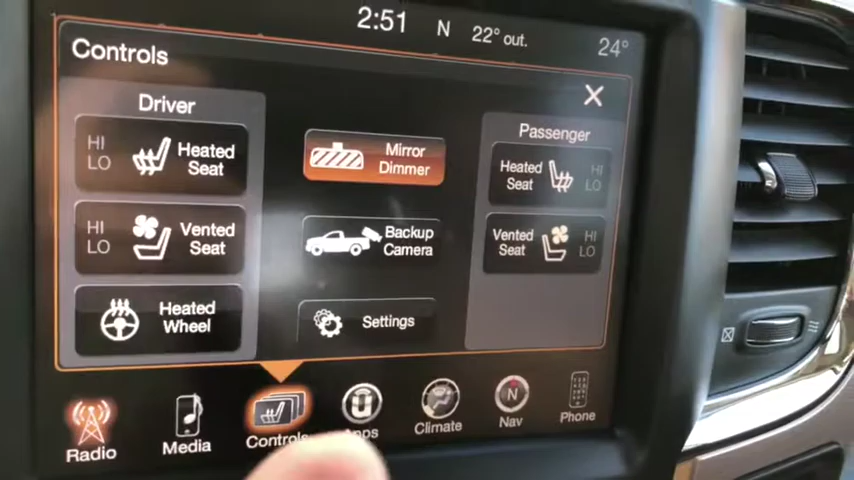 2:51 N 22° out. 24°
Controls
X
Driver
HI
LO
Heated
Seat
HI
LO
Vented
Seat
Heated
Wheel
Mirror
Dimmer
Backup
Camera
Settings
Passenger
Heated
Seat
HI
LO
Vented
Seat
HI
LO
Radio
Media
Controls
Climate
N
Nav
Phone